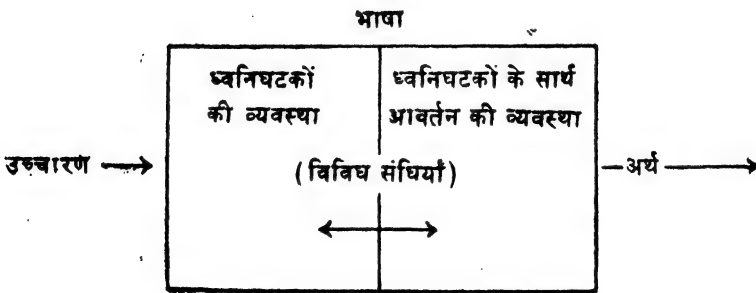 भाषा
ध्वनिघटकों
की व्यवस्था
ध्वनिघटकों के सार्थ
आवर्तन की व्यवस्था
उच्चारण
(विविध संधियाँ)
अर्थ